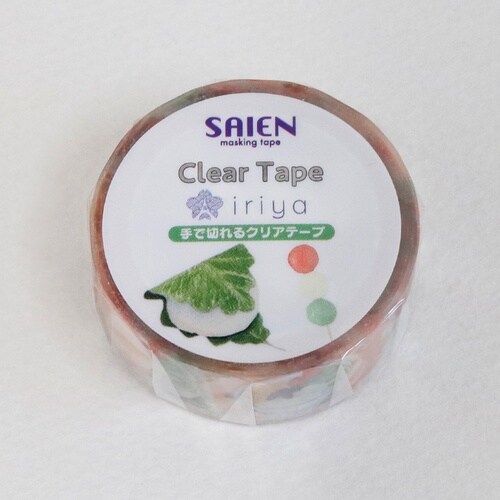 SAIEN
masking tape
Clear Tape
iriya
手で切れるクリアテープ